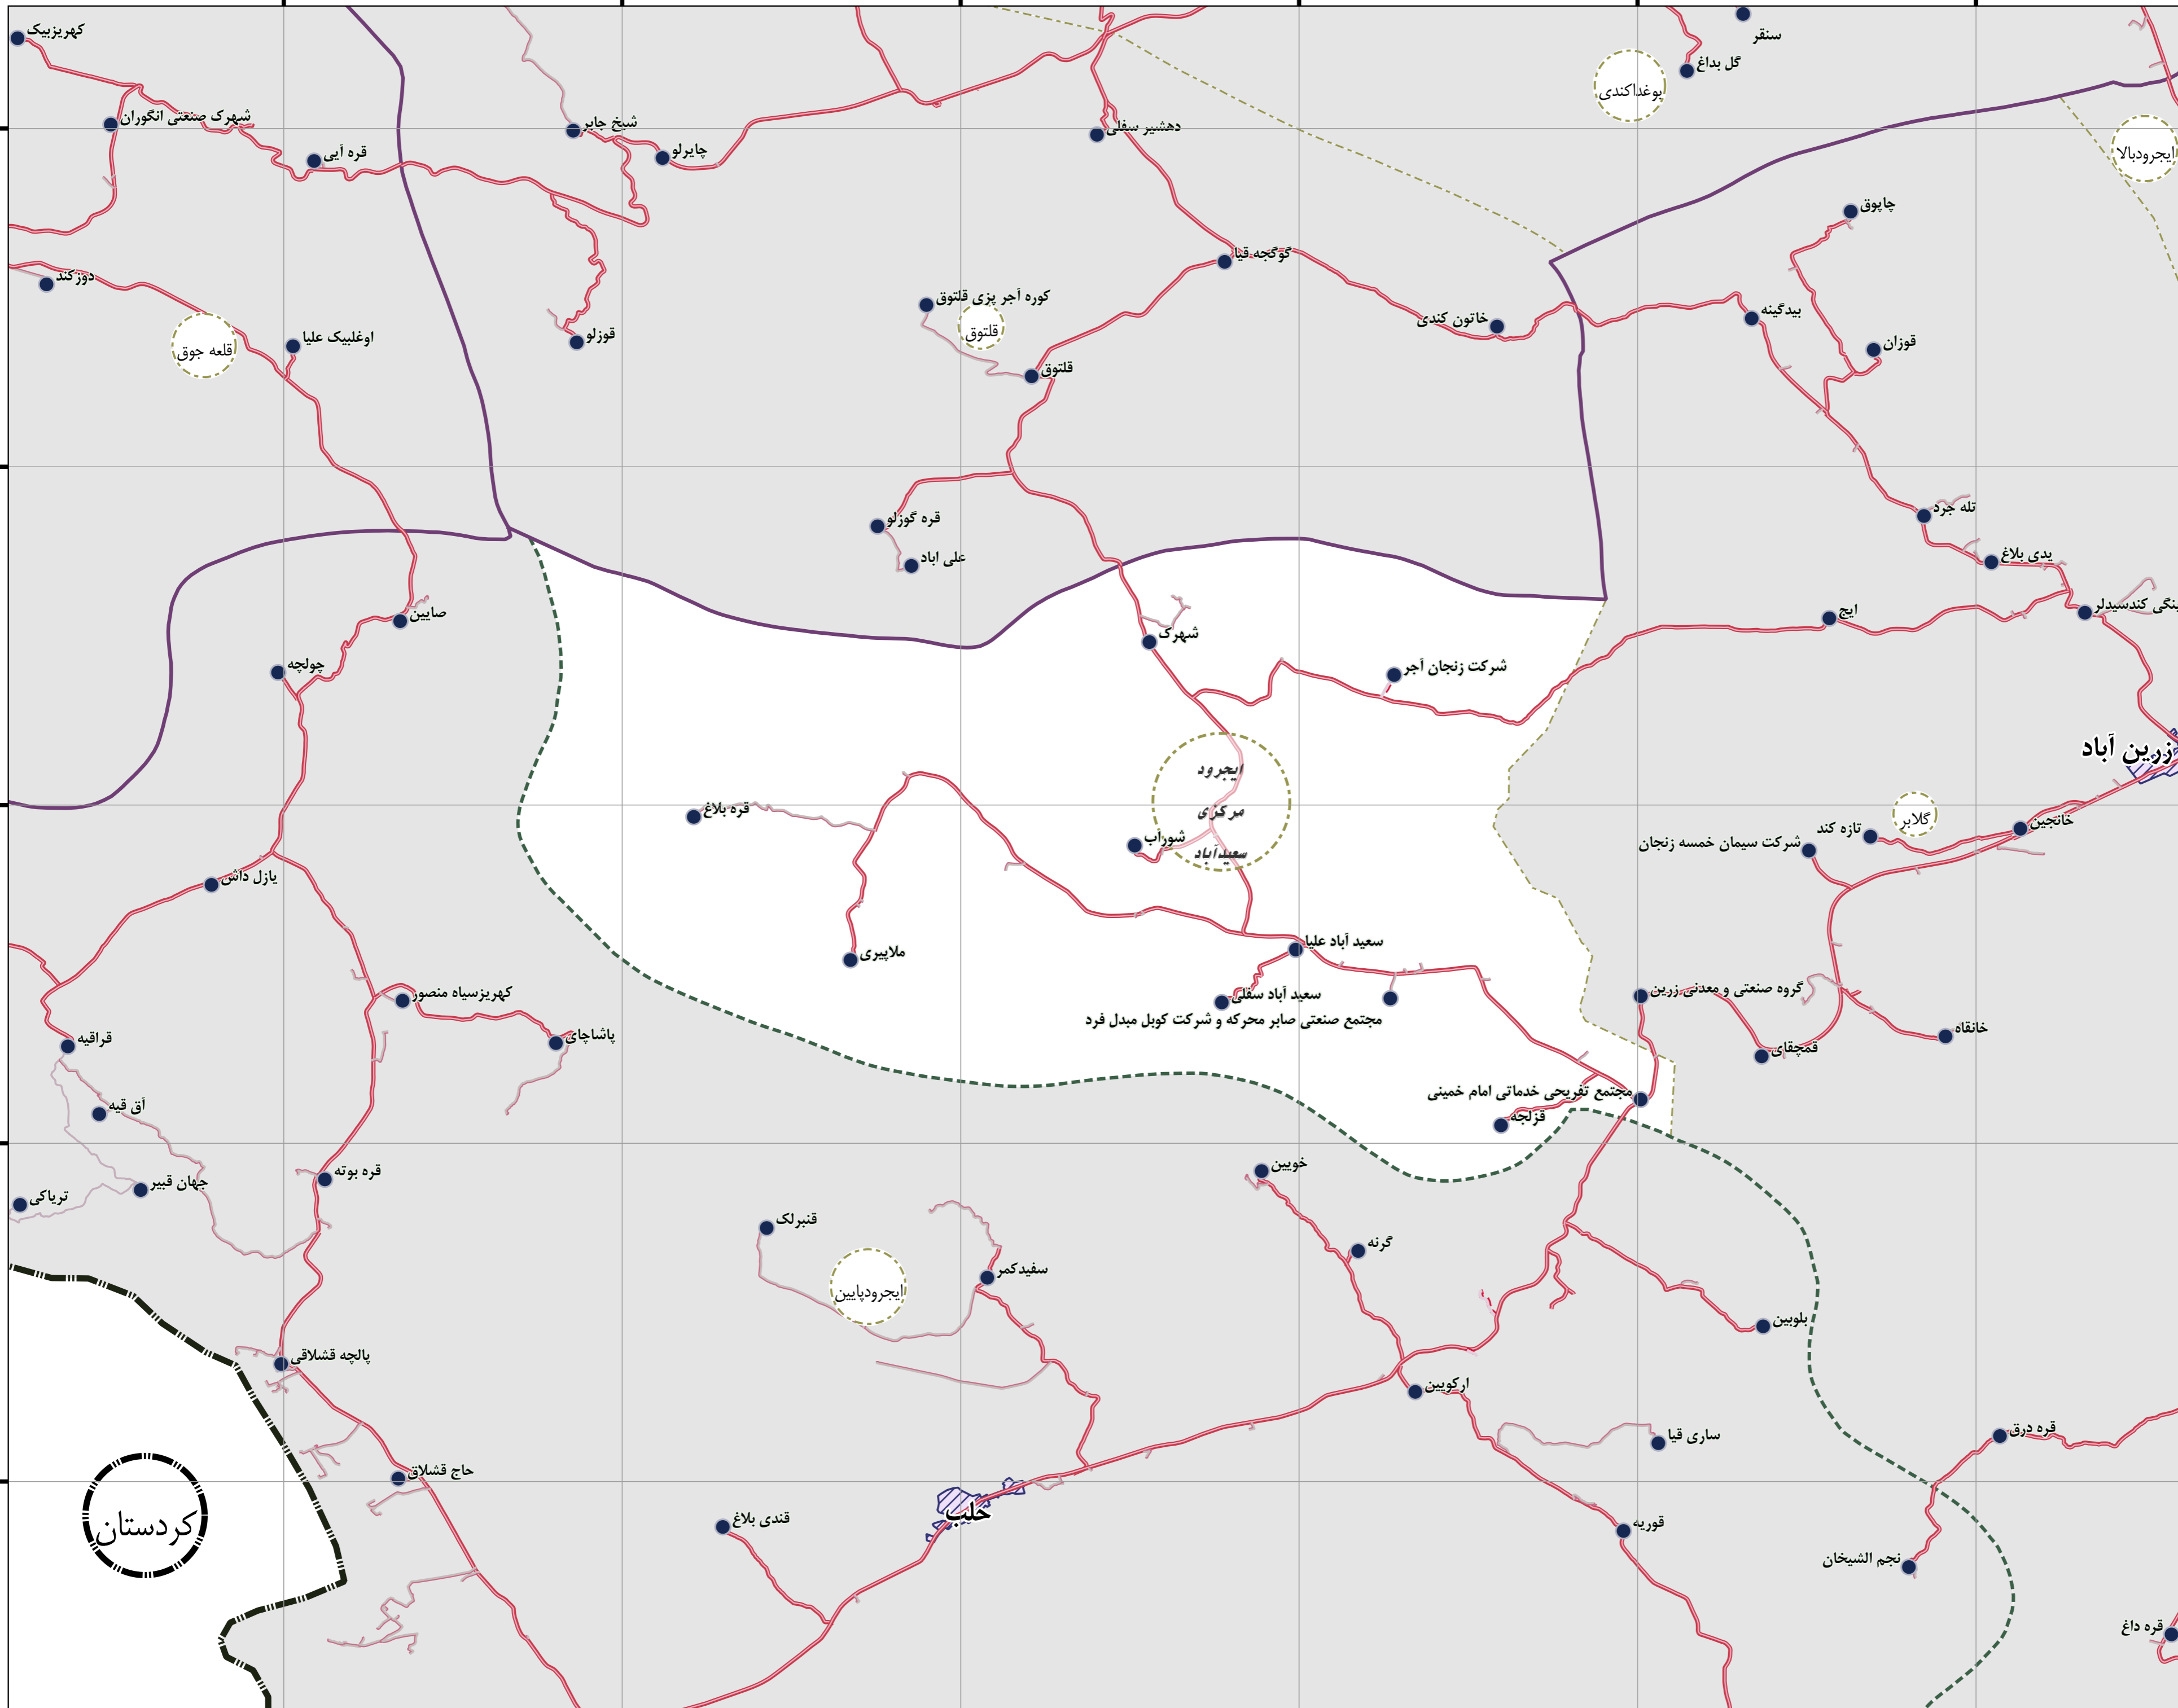 کهریزبیک
سنقر
گل بداغ
پوغداکندی
شهرک صنعتی انگوران
شیخ جابر
دهشیر سفلی
چایرلو
قره آیی
ایجرودبالا
چاپوق
گوگجه قیا
دوزکند
کوره آجر پزی قلتوق
قلتوق
خاتون کندی
بیدگینه
اوغلبیک علیا
قلعه جوق
قوزلو
قوزان
قلتوق
تله جرد
قره گوزلو
علی اباد
یدی بلاغ
صایین
ایج
ینگی کندسیدلر
شهرک
چولچه
شرکت زنجان آجر
زرین آباد
ایجرود
مرکزی
سعیدآباد
قره بلاغ
شوراب
گلابر
خانجین
تازه کند
شرکت سیمان خمسه زنجان
یازل داش
سعید آباد علیا
ملاپیری
کهریزسیاه منصور
سعید آباد سفلی
گروه صنعتی و معدنی زرین
مجتمع صنعتی صابر محرکه و شرکت کوبل مبدل فرد
خانقاه
قراقیه
پاشاچای
قمچقای
مجتمع تفریحی خدماتی امام خمینی
آق قیه
قزلجه
خویین
قره بوته
جهان قبیر
تریاکی
قنبرلک
گرنه
سفیدکمر
ایجرودپایین
بلوبین
پالچه قشلاقی
ارکویین
قره درق
ساری قیا
حاج قشلاق
حلب
قندی بلاغ
کردستان
قوریه
نجم الشیخان
قره داغ